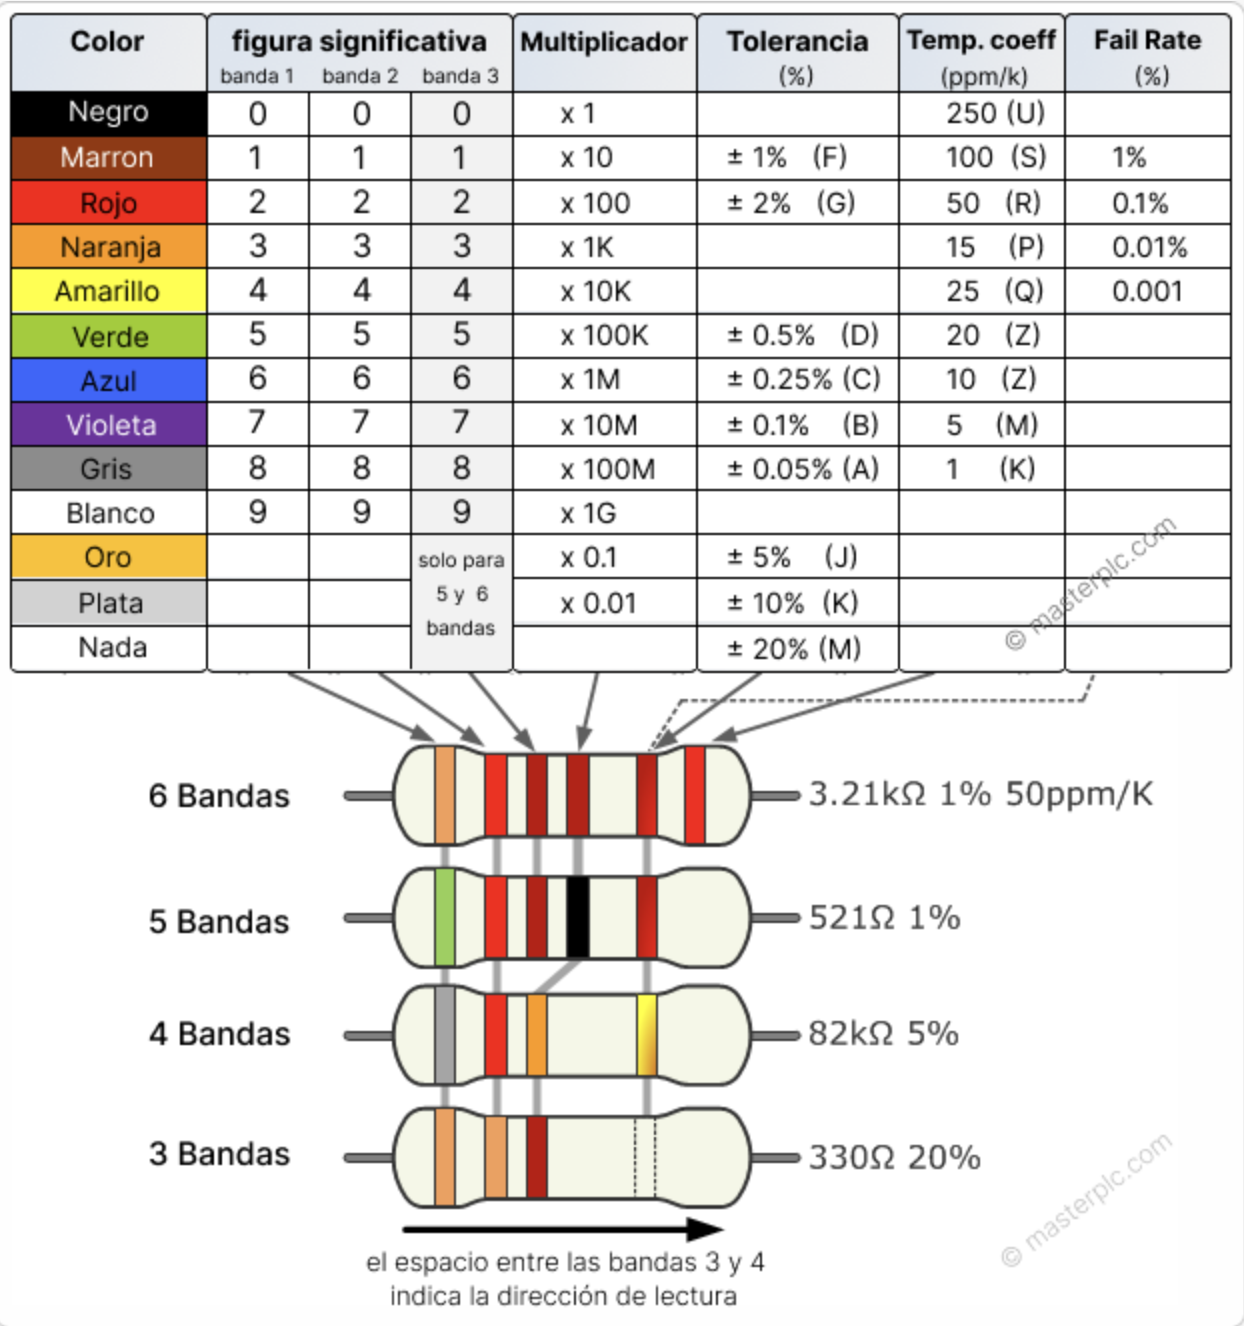 Color figura significativa Multiplicador Tolerancia Temp. coeff Fail Rate
banda 1 banda 2 banda 3 (%) (ppm/k) (%)
Negro 0 0 0 x 1 250 (U)
Marron 1 1 1 x 10 ± 1% (F) 100 (S) 1%
Rojo 2 2 2 x 100 ± 2% (G) 50 (R) 0.1%
Naranja 3 3 3 x 1K 15 (P) 0.01%
Amarillo 4 4 4 x 10K 25 (Q) 0.001
Verde 5 5 5 x 100K ± 0.5% (D) 20 (Z)
Azul 6 6 6 x 1M ± 0.25% (C) 10 (Z)
Violeta 7 7 7 x 10M ± 0.1% (B) 5 (M)
Gris 8 8 8 x 100M ± 0.05% (A) 1 (K)
Blanco 9 9 9 x 1G
Oro x 0.1 ± 5% (J)
Plata x 0.01 ± 10% (K)
Nada ± 20% (M)
solo para
5 y 6
bandas
© masterplc.com
6 Bandas 3.21kΩ 1% 50ppm/K
5 Bandas 521Ω 1%
4 Bandas 82kΩ 5%
3 Bandas 330Ω 20%
© masterplc.com
el espacio entre las bandas 3 y 4
indica la dirección de lectura